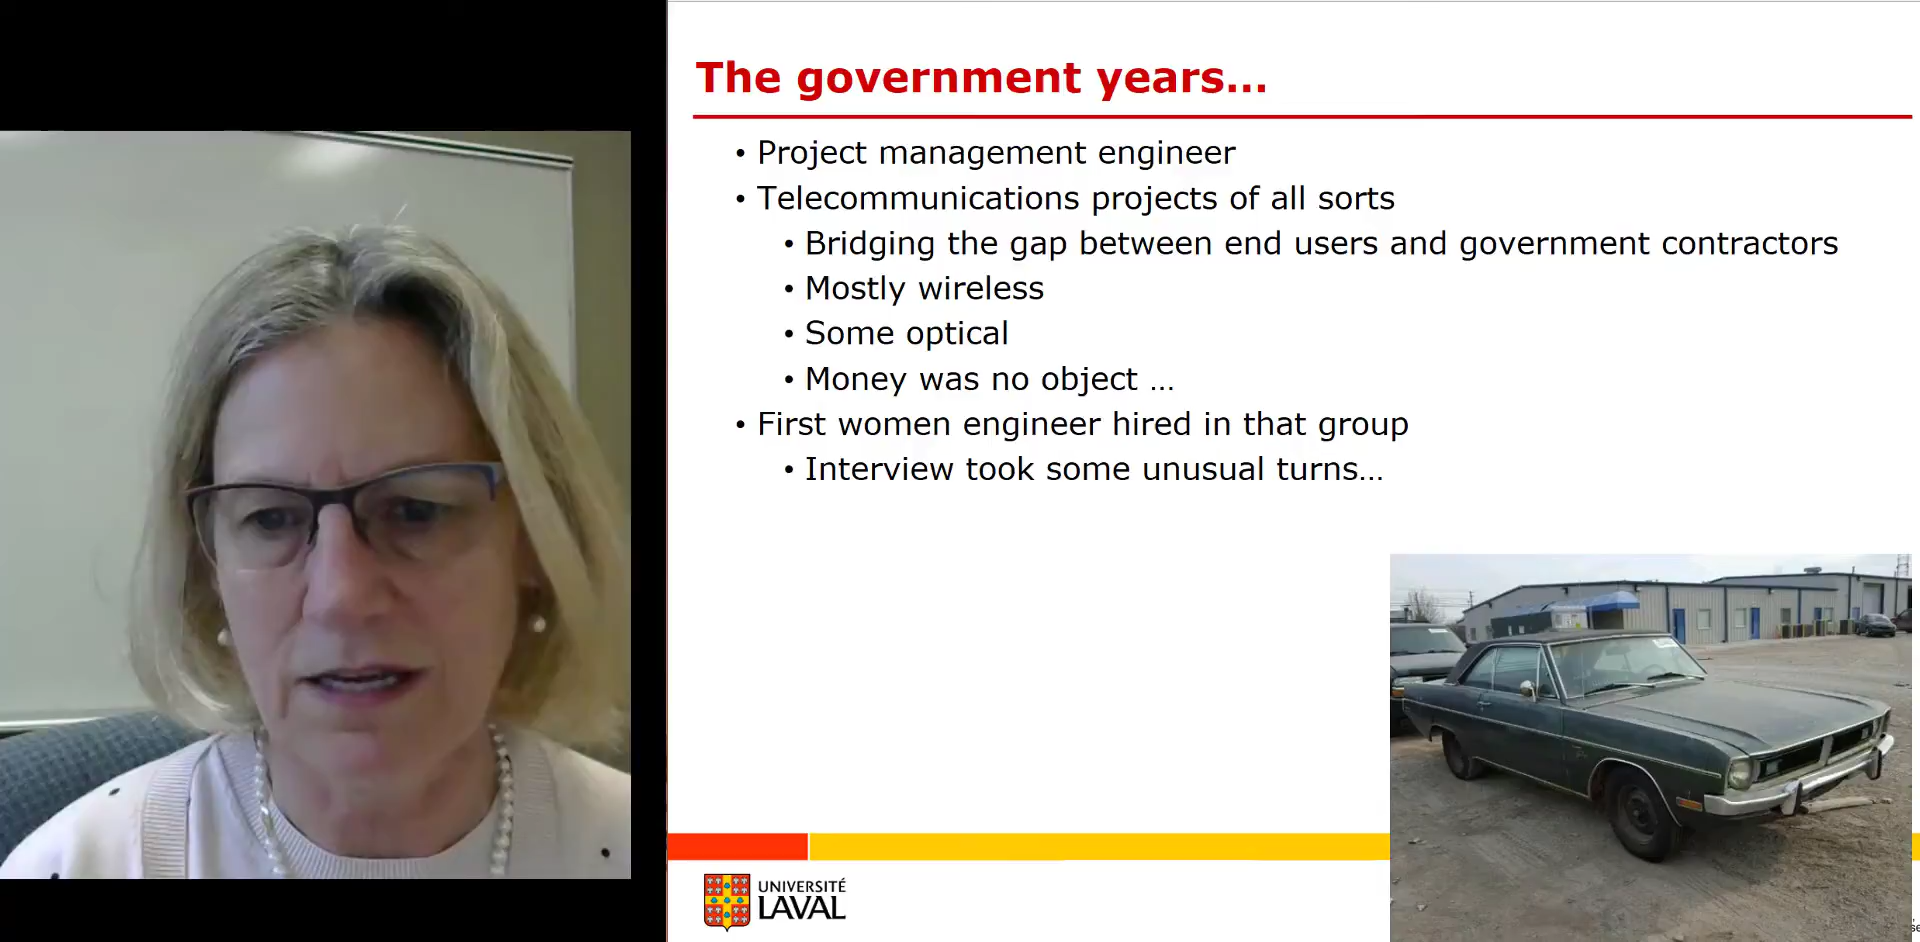 The government years...
• Project management engineer
• Telecommunications projects of all sorts
• Bridging the gap between end users and government contractors
• Mostly wireless
• Some optical
• Money was no object ...
• First women engineer hired in that group
• Interview took some unusual turns...
UNIVERSITÉ
LAVAL